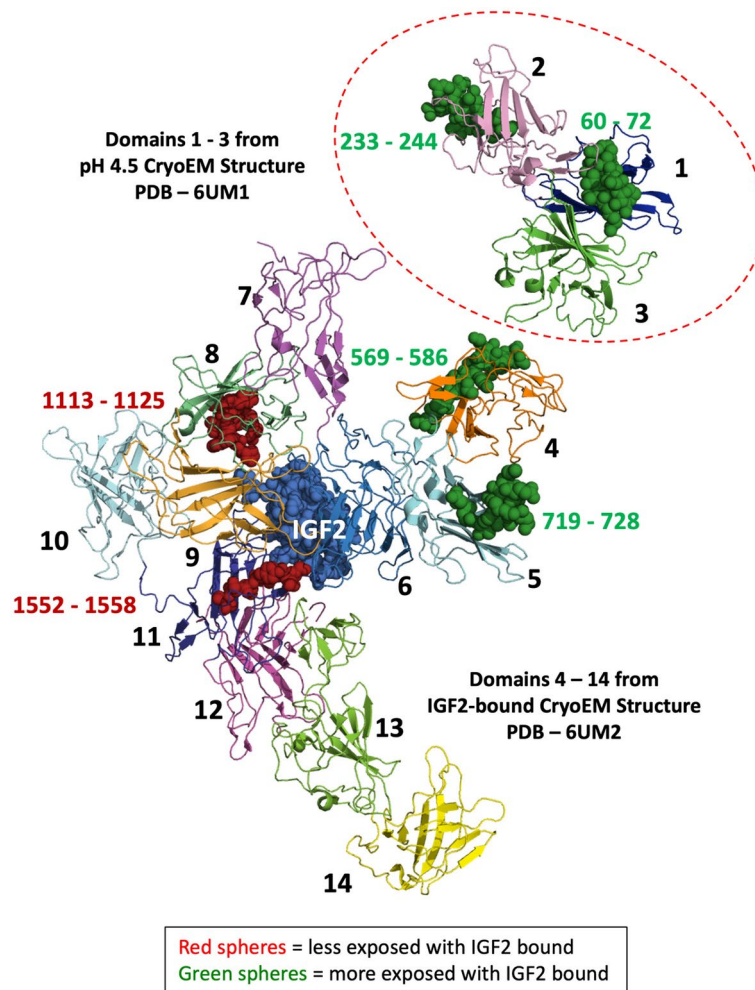 2
Domains 1 - 3 from
pH 4.5 CryoEM Structure
PDB – 6UM1
233 - 244
60 - 72
1
3
7
8
569 - 586
1113 - 1125
4
IGF2
719 - 728
10
9
6
5
1552 - 1558
11
12
Domains 4 – 14 from
IGF2-bound CryoEM Structure
PDB – 6UM2
13
14
Red spheres = less exposed with IGF2 bound
Green spheres = more exposed with IGF2 bound